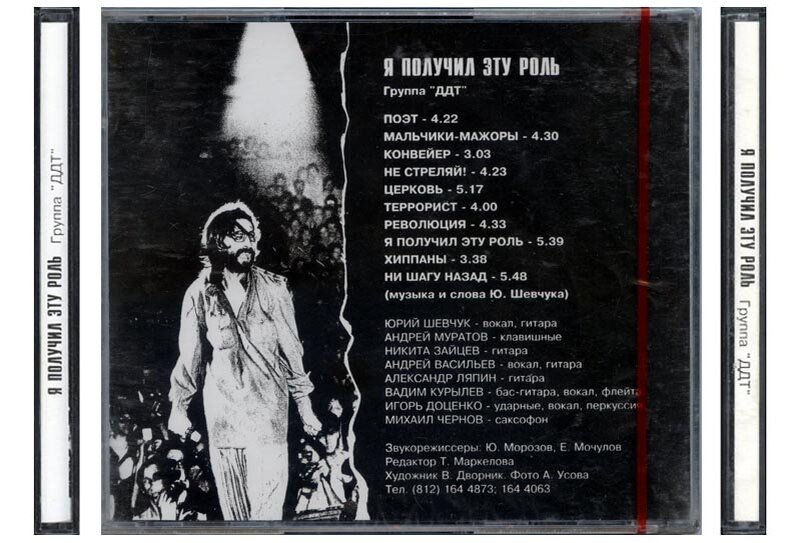 Я ПОЛУЧИЛ ЭТУ РОЛЬ Группа "ДДТ"
Я ПОЛУЧИЛ ЭТУ РОЛЬ
Группа "ДДТ"
ПОЭТ - 4.22
МАЛЬЧИКИ-МАЖОРЫ - 4.30
КОНВЕЙЕР - 3.03
НЕ СТРЕЛЯЙ! - 4.23
ЦЕРКОВЬ - 5.17
ТЕРРОРИСТ - 4.00
РЕВОЛЮЦИЯ - 4.33
Я ПОЛУЧИЛ ЭТУ РОЛЬ - 5.39
ХИППАНЫ - 3.38
НИ ШАГУ НАЗАД - 5.48
(музыка и слова Ю. Шевчука)
ЮРИЙ ШЕВЧУК - вокал, гитара
АНДРЕЙ МУРАТОВ - клавишные
НИКИТА ЗАЙЦЕВ - гитара
АНДРЕЙ ВАСИЛЬЕВ - вокал, гитара
АЛЕКСАНДР ЛЯПИН - гитара
ВАДИМ КУРЫЛЕВ - бас-гитара, вокал, флейта
ИГОРЬ ДОЦЕНКО - ударные, вокал, перкуссия
МИХАИЛ ЧЕРНОВ - саксофон
Звукорежиссеры: Ю. Морозов, Е. Мочулов
Редактор Т. Маркелова
Художник В. Дворник. Фото А. Усова
Тел. (812) 164 4873; 164 4063
Я ПОЛУЧИЛ ЭТУ РОЛЬ Группа "ДДТ"